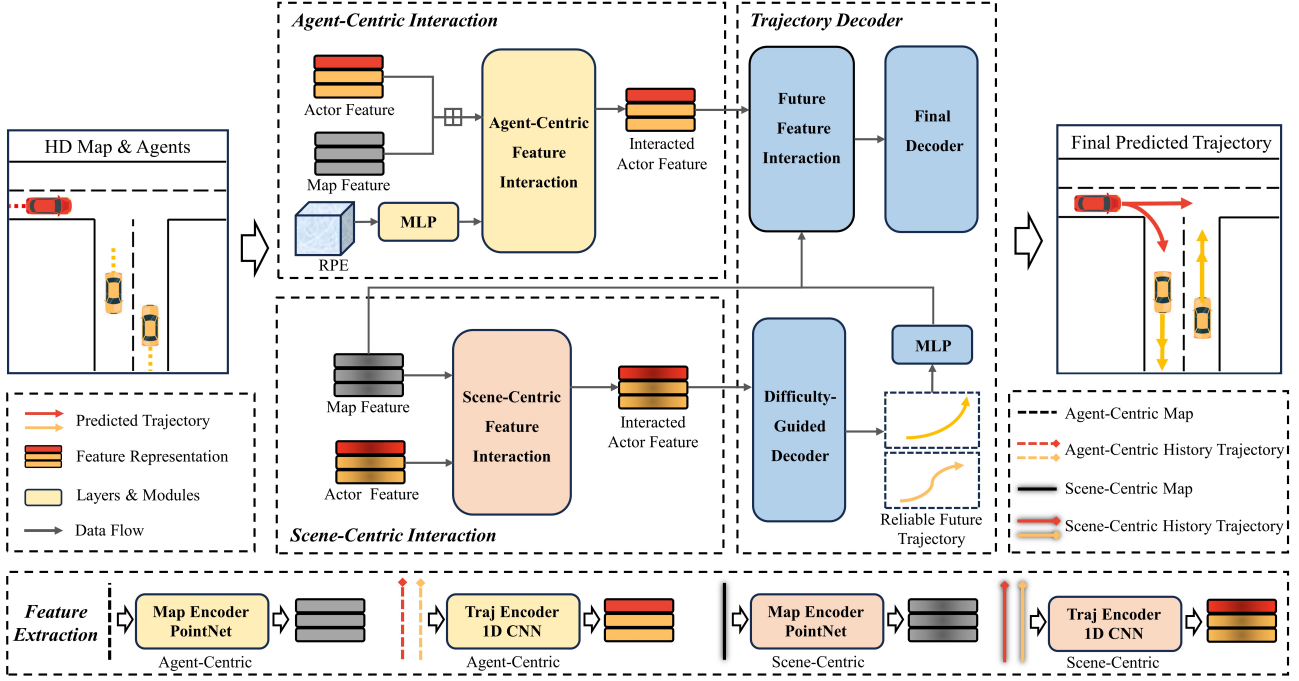 HD Map & Agents
Agent-Centric Interaction
Actor Feature
Map Feature
RPE
MLP
Agent-Centric
Feature
Interaction
Interacted
Actor Feature
Trajectory Decoder
Future
Feature
Interaction
Final
Decoder
Final Predicted Trajectory
Map Feature
Actor Feature
Scene-Centric
Feature
Interaction
Interacted
Actor Feature
Scene-Centric Interaction
Difficulty-
Guided
Decoder
MLP
Reliable Future
Trajectory
Predicted Trajectory
Feature Representation
Layers & Modules
Data Flow
Agent-Centric Map
Agent-Centric History Trajectory
Scene-Centric Map
Scene-Centric History Trajectory
Feature
Extraction
Map Encoder
PointNet
Agent-Centric
Traj Encoder
1D CNN
Agent-Centric
Map Encoder
PointNet
Scene-Centric
Traj Encoder
1D CNN
Scene-Centric